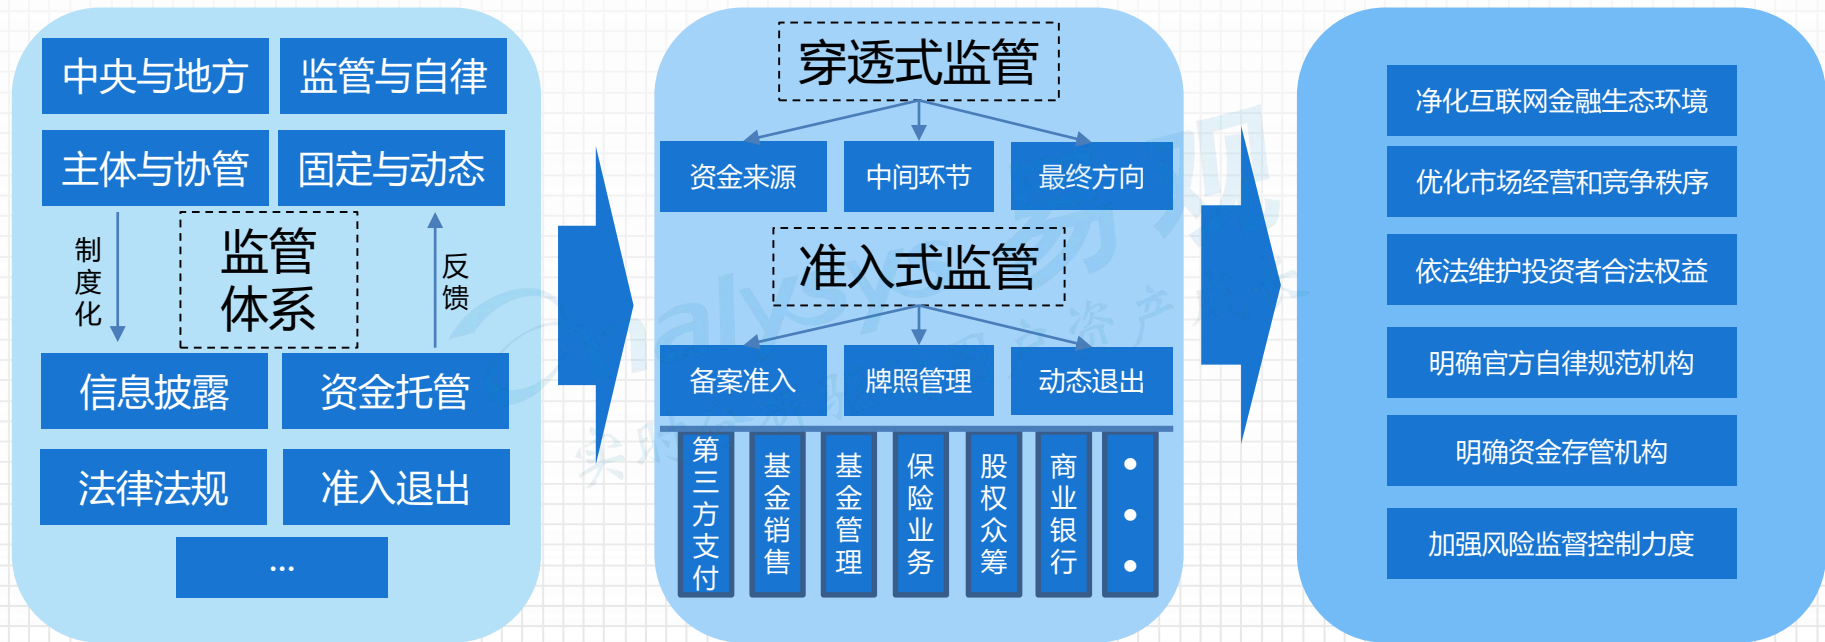 中央与地方
监管与自律
主体与协管
固定与动态
制度化
监管
体系
反馈
信息披露
资金托管
法律法规
准入退出
...
穿透式监管
资金来源
中间环节
最终方向
准入式监管
备案准入
牌照管理
动态退出
第三方支付
基金销售
基金管理
保险业务
股权众筹
商业银行
净化互联网金融生态环境
优化市场经营和竞争秩序
依法维护投资者合法权益
明确官方自律规范机构
明确资金存管机构
加强风险监督控制力度
nalysys 易观